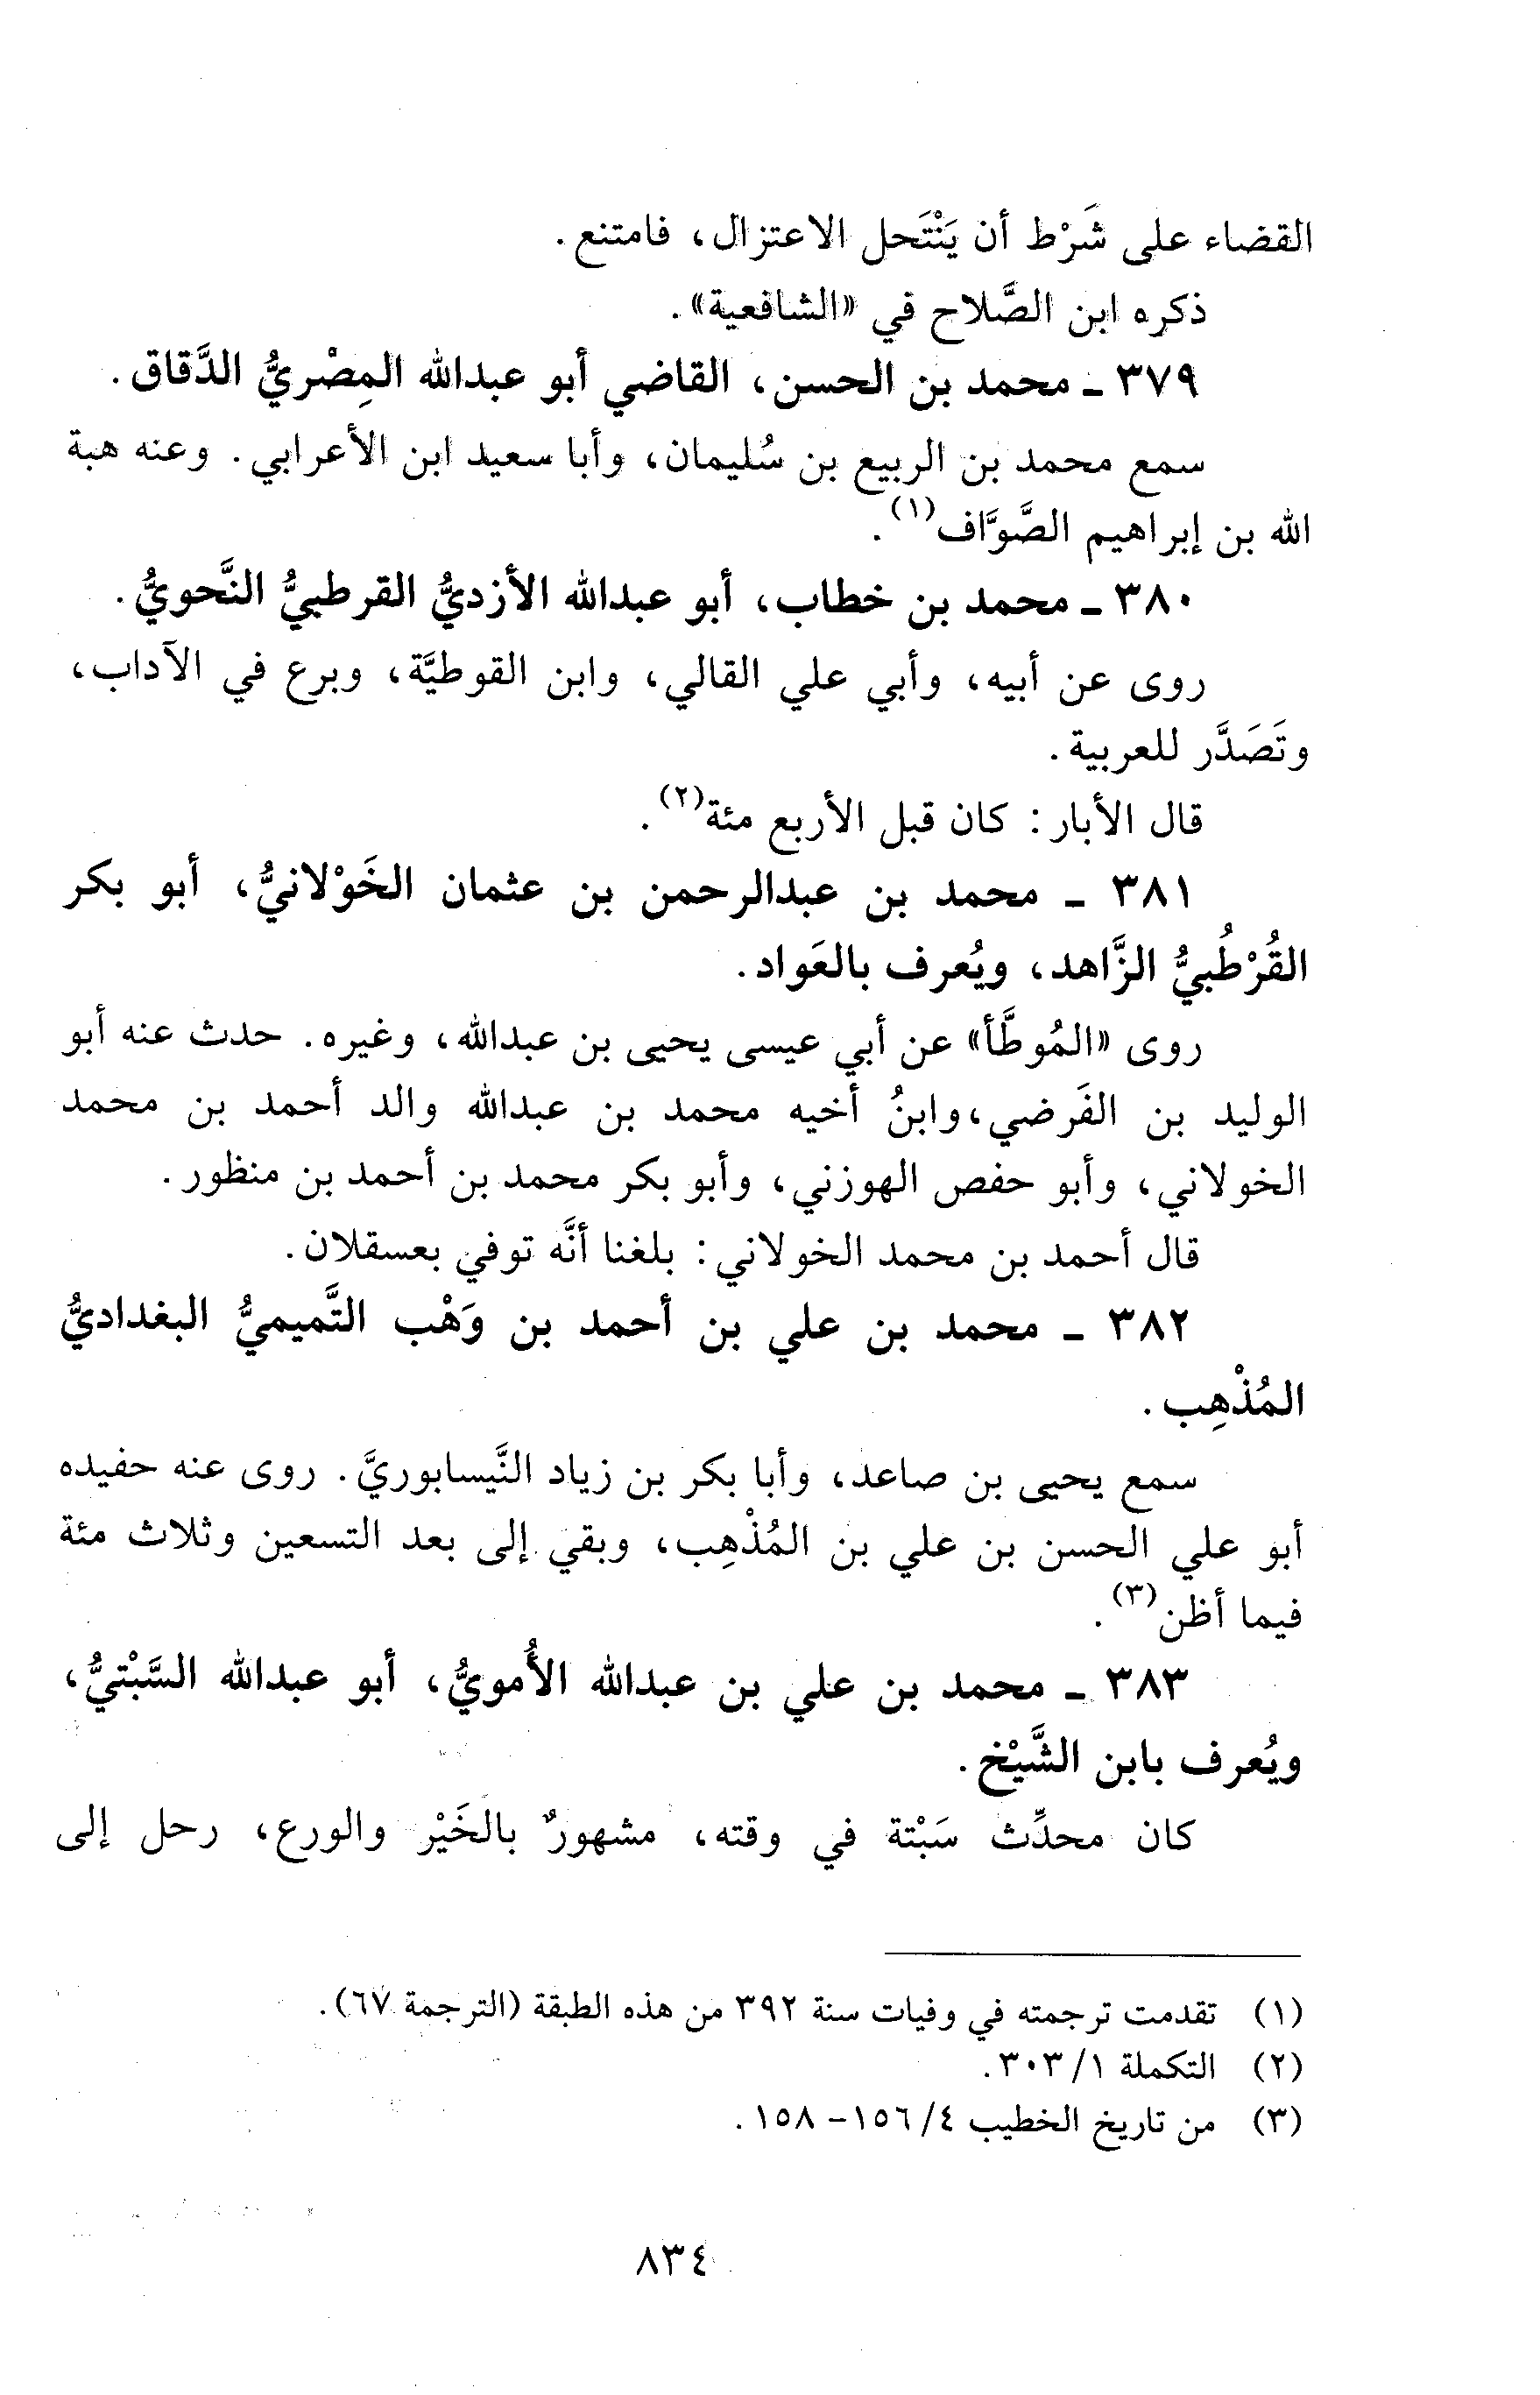 القضاء على شَرْط أن يَنْتَحل الاعتزال، فامتنع.
ذكره ابن الصَّلاح في «الشافعية».
٣٧٩ ـ محمد بن الحسن، القاضي أبو عبدالله المِصْريُّ الدَّقاق.
سمع محمد بن الربيع بن سُليمان، وأبا سعيد ابن الأعرابي. وعنه هبة
الله بن إبراهيم الصَّوَّاف(١).
٣٨٠ ـ محمد بن خطاب، أبو عبدالله الأزديُّ القرطبيُّ النَّحويُّ.
روى عن أبيه، وأبي علي القالي، وابن القوطيَّة، وبرع في الآداب،
وتَصَدَّر للعربية.
قال الأبار: كان قبل الأربع مئة(٢).
٣٨١ ـ محمد بن عبدالرحمن بن عثمان الخَوْلانيُّ، أبو بكر
القُرْطُبيُّ الزَّاهد، ويُعرف بالعَواد.
روى «المُوطَّأ» عن أبي عيسى يحيى بن عبدالله، وغيره. حدث عنه أبو
الوليد بن الفَرضي،وابنُ أخيه محمد بن عبدالله والد أحمد بن محمد
الخولاني، وأبو حفص الهوزني، وأبو بكر محمد بن أحمد بن منظور.
قال أحمد بن محمد الخولاني: بلغنا أنَّه توفي بعسقلان.
٣٨٢ ـ محمد بن علي بن أحمد بن وَهْب التَّميميُّ البغداديُّ
المُذْهِب.
سمع يحيى بن صاعد، وأبا بكر بن زياد النَّيسابوريَّ. روى عنه حفيده
أبو علي الحسن بن علي بن المُذْهِب، وبقي إلى بعد التسعين وثلاث مئة
فيما أظن(٣).
٣٨٣ ـ محمد بن علي بن عبدالله الأُمويُّ، أبو عبدالله السَّبْتيُّ،
ويُعرف بابن الشَّيْخ.
كان محدِّث سَبْتة في وقته، مشهورٌ بالخَيْر والورع، رحل إلى
(١) تقدمت ترجمته في وفيات سنة ٣٩٢ من هذه الطبقة (الترجمة ٦٧).
(٢) التكملة ١/ ٣٠٣.
(٣) من تاريخ الخطيب ٤/ ١٥٦ - ١٥٨.
٨٣٤